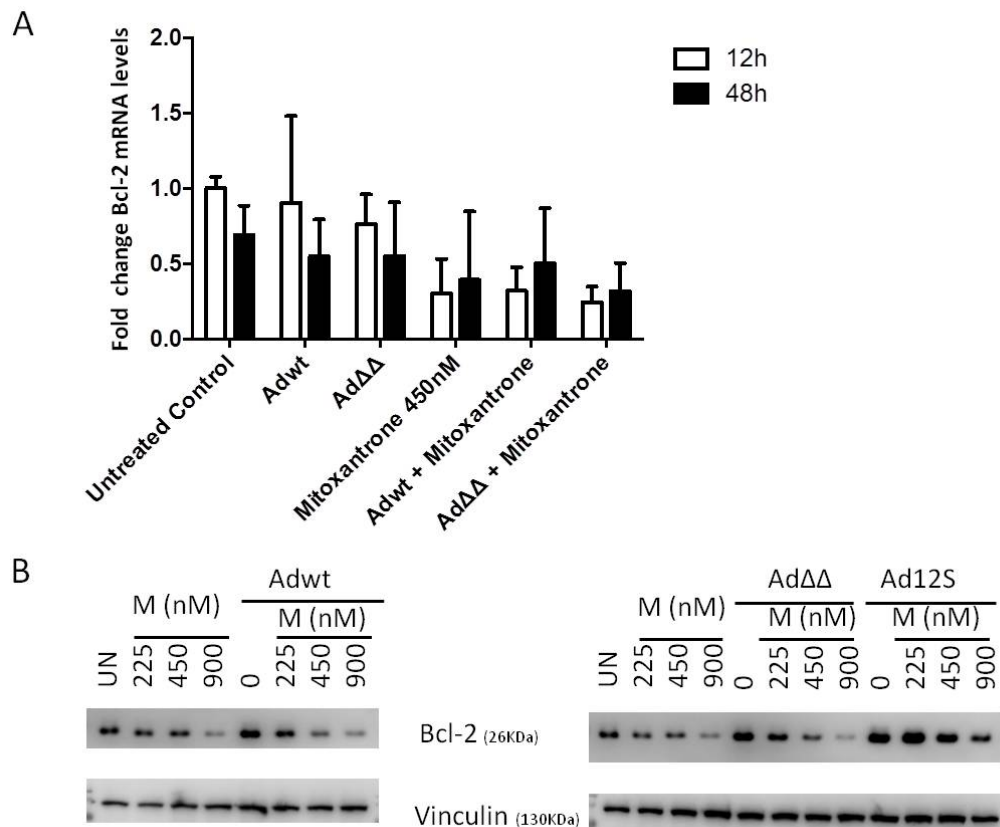 A
Fold change Bcl-2 mRNA levels
2.0
1.5
1.0
0.5
0.0
12h
48h
Untreated Control
Adwt
AdΔΔ
Mitoxantrone 450nM
Adwt + Mitoxantrone
AdΔΔ + Mitoxantrone
B
Adwt
M (nM)
M (nM)
UN 225 450 900 0 225 450 900
AdΔΔ Ad12S
M (nM) M (nM) M (nM)
UN 225 450 900 0 225 450 900 0 225 450 900
Bcl-2 (26KDa)
Vinculin (130KDa)